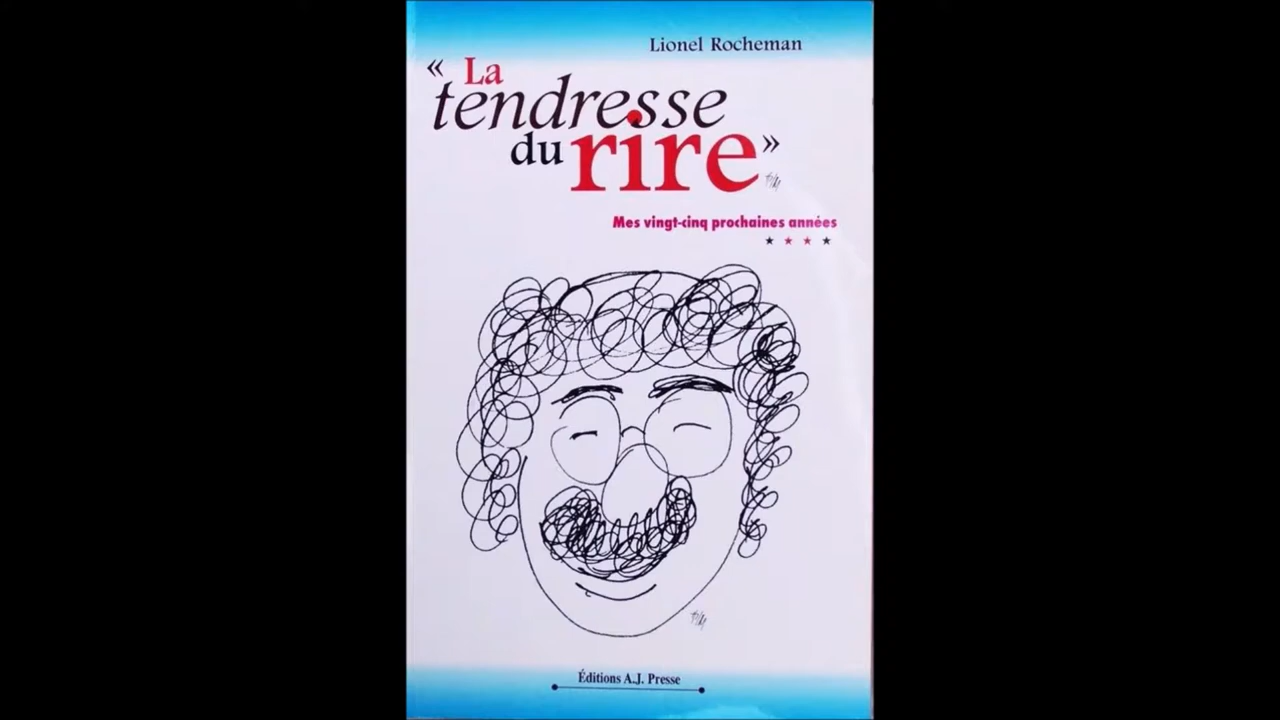 Lionel Rocheman
« La
tendresse
du rire »
Mes vingt-cinq prochaines années
Éditions A.J. Presse